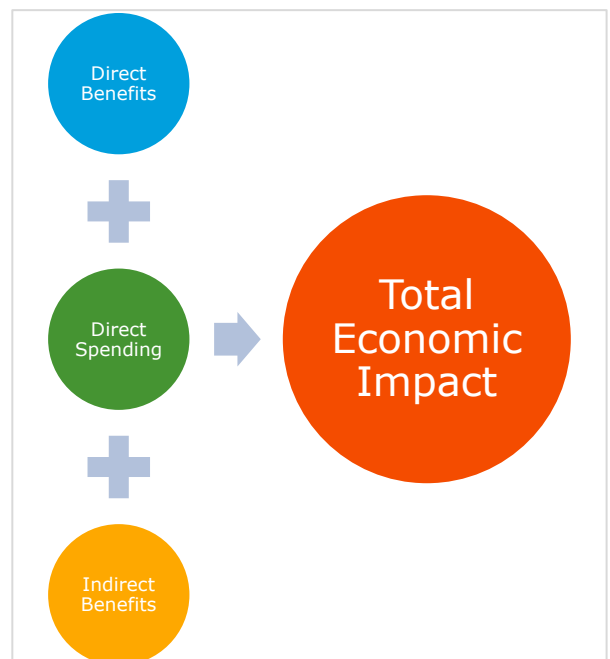 Direct
Benefits
Direct
Spending
Total
Economic
Impact
Indirect
Benefits